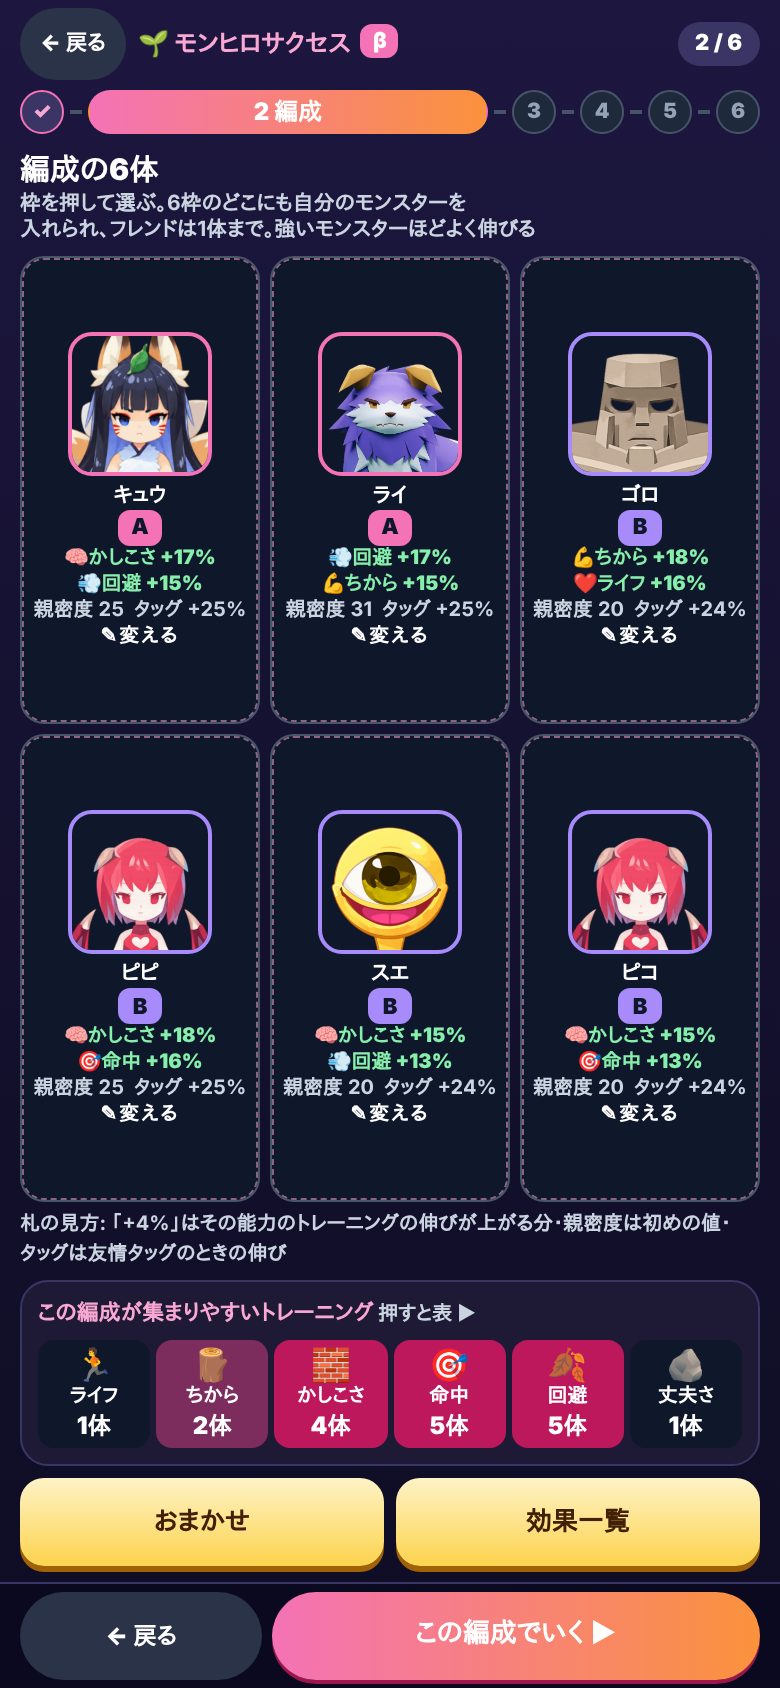 ← 戻る
🌱 モンヒロサクセス β
2 / 6
✓
2 編成
3
4
5
6
編成の6体
枠を押して選ぶ。6枠のどこにも自分のモンスターを
入れられ、フレンドは1体まで。強いモンスターほどよく伸びる
キュウ
A
🧠かしこさ +17%
💨回避 +15%
親密度 25 タッグ +25%
✎変える
ライ
A
💨回避 +17%
💪ちから +15%
親密度 31 タッグ +25%
✎変える
ゴロ
B
💪ちから +18%
❤️ライフ +16%
親密度 20 タッグ +24%
✎変える
ピピ
B
🧠かしこさ +18%
🎯命中 +16%
親密度 25 タッグ +25%
✎変える
スエ
B
🧠かしこさ +15%
💨回避 +13%
親密度 20 タッグ +24%
✎変える
ピコ
B
🧠かしこさ +15%
🎯命中 +13%
親密度 20 タッグ +24%
✎変える
札の見方: 「+4%」はその能力のトレーニングの伸びが上がる分・親密度は初めの値・
タッグは友情タッグのときの伸び
この編成が集まりやすいトレーニング 押すと表 ▶
ライフ
1体
ちから
2体
かしこさ
4体
命中
5体
回避
5体
丈夫さ
1体
おまかせ
効果一覧
← 戻る
この編成でいく ▶